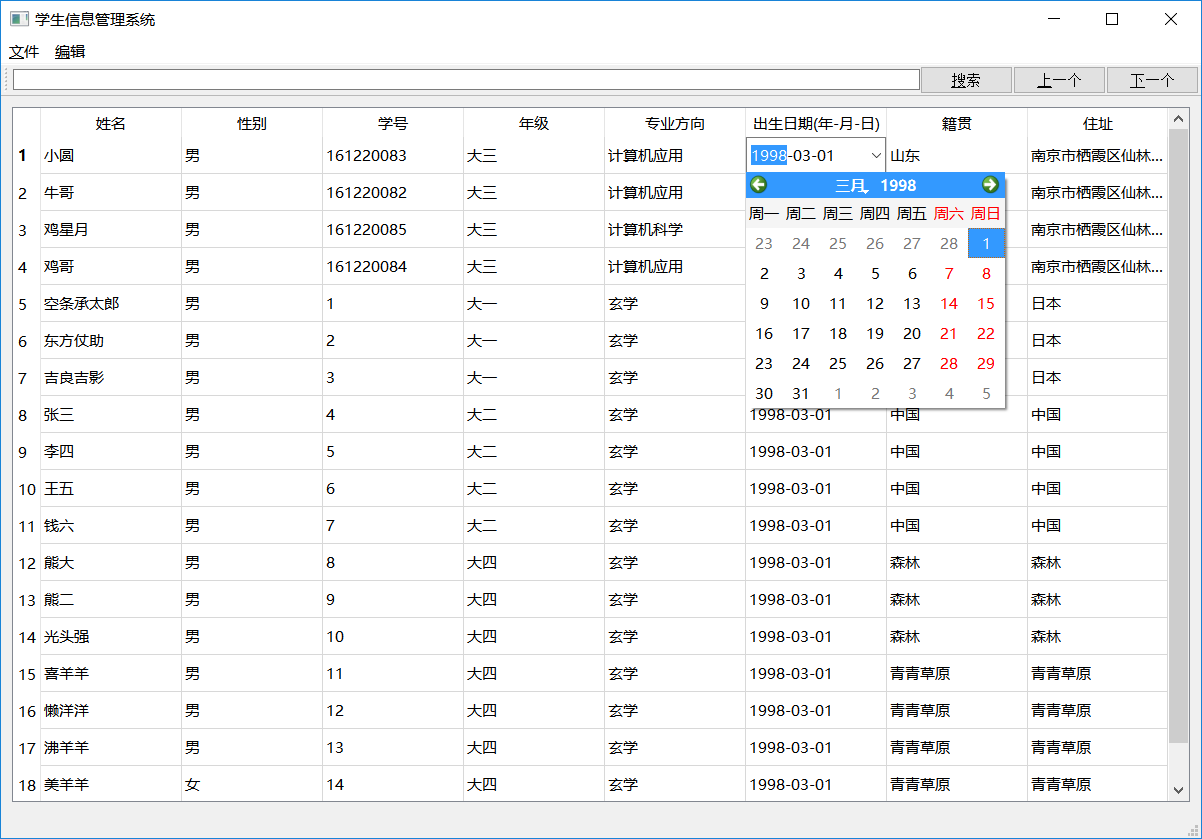 学生信息管理系统
文件 编辑
搜索 上一个 下一个
姓名 性别 学号 年级 专业方向 出生日期(年-月-日) 籍贯 住址
1 小圆 男 161220083 大三 计算机应用 1998-03-01 山东 南京市栖霞区仙林...
2 牛哥 男 161220082 大三 计算机应用 南京市栖霞区仙林...
3 鸡星月 男 161220085 大三 计算机科学 南京市栖霞区仙林...
4 鸡哥 男 161220084 大三 计算机应用 南京市栖霞区仙林...
5 空条承太郎 男 1 大一 玄学 日本
6 东方仗助 男 2 大一 玄学 日本
7 吉良吉影 男 3 大一 玄学 日本
三月, 1998
周一 周二 周三 周四 周五 周六 周日
23 24 25 26 27 28 1
2 3 4 5 6 7 8
9 10 11 12 13 14 15
16 17 18 19 20 21 22
23 24 25 26 27 28 29
30 31 1 2 3 4 5
8 张三 男 4 大二 玄学 1998-03-01 中国 中国
9 李四 男 5 大二 玄学 1998-03-01 中国 中国
10 王五 男 6 大二 玄学 1998-03-01 中国 中国
11 钱六 男 7 大二 玄学 1998-03-01 中国 中国
12 熊大 男 8 大四 玄学 1998-03-01 森林 森林
13 熊二 男 9 大四 玄学 1998-03-01 森林 森林
14 光头强 男 10 大四 玄学 1998-03-01 森林 森林
15 喜羊羊 男 11 大四 玄学 1998-03-01 青青草原 青青草原
16 懒洋洋 男 12 大四 玄学 1998-03-01 青青草原 青青草原
17 沸羊羊 男 13 大四 玄学 1998-03-01 青青草原 青青草原
18 美羊羊 女 14 大四 玄学 1998-03-01 青青草原 青青草原